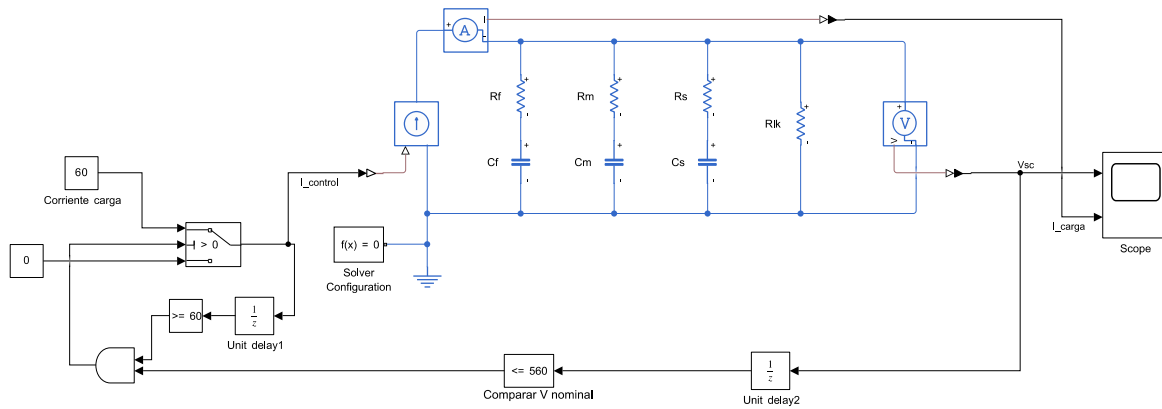 A
I
Rf
Rm
Rs
Rlk
V
V
Cf
Cm
Cs
60
Corriente carga
I_control
Vsc
I_carga
Scope
> 0
0
f(x) = 0
Solver
Configuration
>= 60
1
z
Unit delay1
<= 560
Comparar V nominal
1
z
Unit delay2